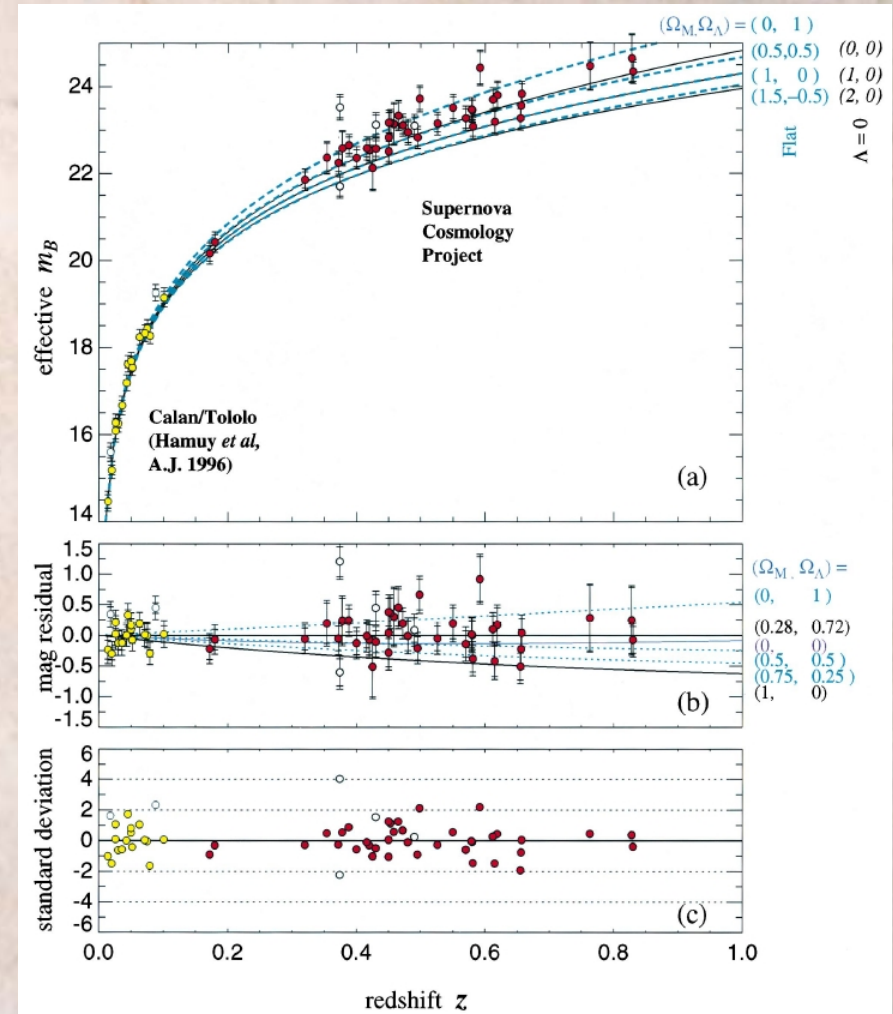 (ΩM,ΩΛ) = ( 0, 1 )
(0.5,0.5) (0, 0)
( 1, 0 ) (1, 0)
(1.5,–0.5) (2, 0)
Flat
Λ = 0
24
22
20
18
16
14
effective mB
Supernova
Cosmology
Project
Calan/Tololo
(Hamuy et al,
A.J. 1996)
(a)
1.5
1.0
0.5
0.0
-0.5
-1.0
-1.5
mag residual
(ΩM , ΩΛ) =
(0, 1)
(0.28, 0.72)
(0, 0)
(0.5, 0.5 )
(0.75, 0.25 )
(1, 0)
(b)
6
4
2
0
-2
-4
-6
standard deviation
(c)
0.0 0.2 0.4 0.6 0.8 1.0
redshift z